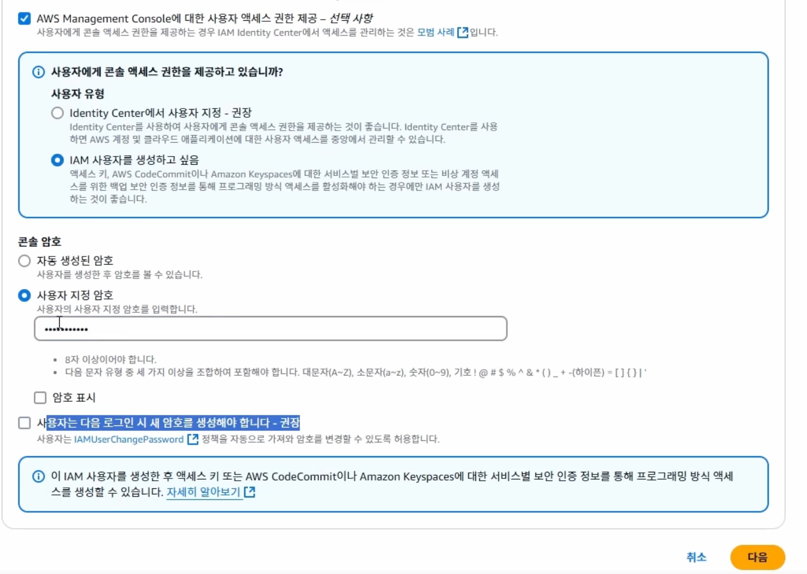 AWS Management Console에 대한 사용자 액세스 권한 제공 – 선택 사항
사용자에게 콘솔 액세스 권한을 제공하는 경우 IAM Identity Center에서 액세스를 관리하는 것은 모범 사례입니다.
사용자에게 콘솔 액세스 권한을 제공하고 있습니까?
사용자 유형
Identity Center에서 사용자 지정 - 권장
Identity Center를 사용하여 사용자에게 콘솔 액세스 권한을 제공하는 것이 좋습니다. Identity Center를 사용
하면 AWS 계정 및 클라우드 애플리케이션에 대한 사용자 액세스를 중앙에서 관리할 수 있습니다.
IAM 사용자를 생성하고 싶음
액세스 키, AWS CodeCommit이나 Amazon Keyspaces에 대한 서비스별 보안 인증 정보 또는 비상 계정 액세
스를 위한 백업 보안 인증 정보를 통해 프로그래밍 방식 액세스를 활성화해야 하는 경우에만 IAM 사용자를 생성
하는 것이 좋습니다.
콘솔 암호
자동 생성된 암호
사용자를 생성한 후 암호를 볼 수 있습니다.
사용자 지정 암호
사용자의 사용자 지정 암호를 입력합니다.
•••••••••••
• 8자 이상이어야 합니다.
• 다음 문자 유형 중 세 가지 이상을 조합하여 포함해야 합니다. 대문자(A~Z), 소문자(a~z), 숫자(0~9), 기호 ! @ # $ % ^ & * ( ) _ + -(하이픈) = [ ] { } | '
암호 표시
사용자는 다음 로그인 시 새 암호를 생성해야 합니다 - 권장
사용자는 IAMUserChangePassword 정책을 자동으로 가져와 암호를 변경할 수 있도록 허용합니다.
이 IAM 사용자를 생성한 후 액세스 키 또는 AWS CodeCommit이나 Amazon Keyspaces에 대한 서비스별 보안 인증 정보를 통해 프로그래밍 방식 액세
스를 생성할 수 있습니다. 자세히 알아보기
취소 다음